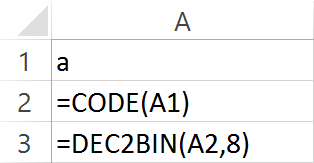 A
1 a
2 =CODE(A1)
3 =DEC2BIN(A2,8)